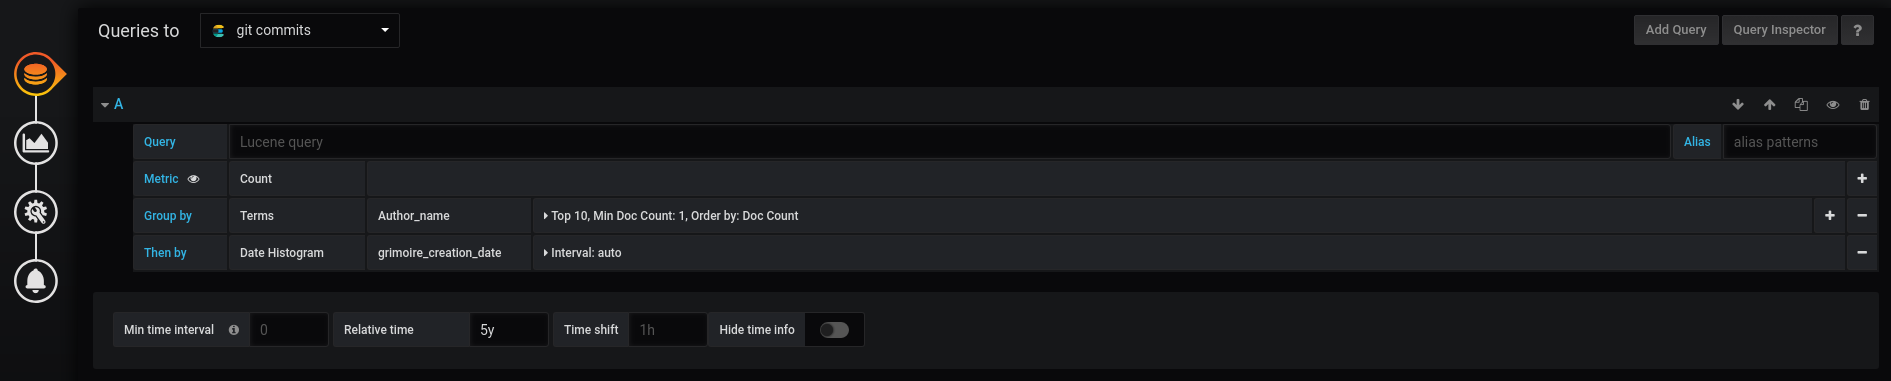 Queries to git commits Add Query Query Inspector ?
A
Query Lucene query Alias alias patterns
Metric Count +
Group by Terms Author_name Top 10, Min Doc Count: 1, Order by: Doc Count + −
Then by Date Histogram grimoire_creation_date Interval: auto −
Min time interval 0 Relative time 5y Time shift 1h Hide time info